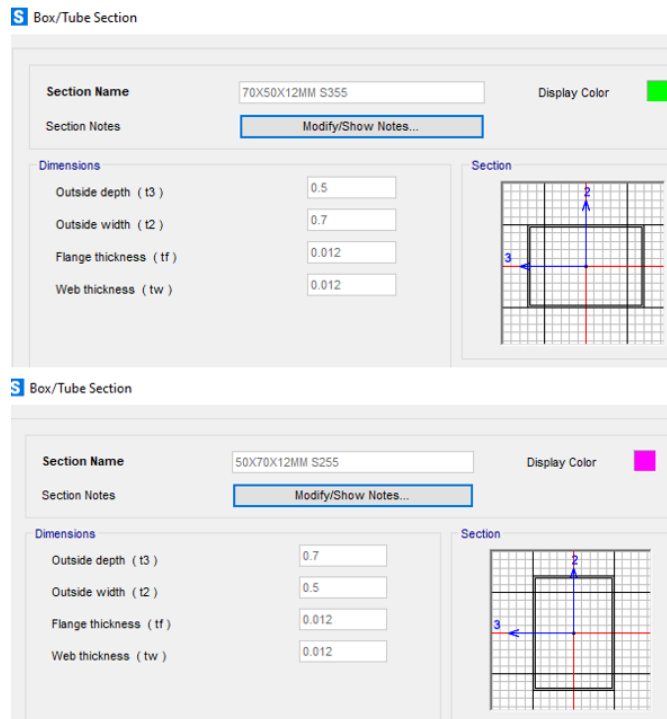 S Box/Tube Section
Section Name 70X50X12MM S355 Display Color
Section Notes Modify/Show Notes...
Dimensions Section
Outside depth ( t3 ) 0.5
Outside width ( t2 ) 0.7
Flange thickness ( tf ) 0.012
Web thickness ( tw ) 0.012
2
3
S Box/Tube Section
Section Name 50X70X12MM S255 Display Color
Section Notes Modify/Show Notes...
Dimensions Section
Outside depth ( t3 ) 0.7
Outside width ( t2 ) 0.5
Flange thickness ( tf ) 0.012
Web thickness ( tw ) 0.012
2
3